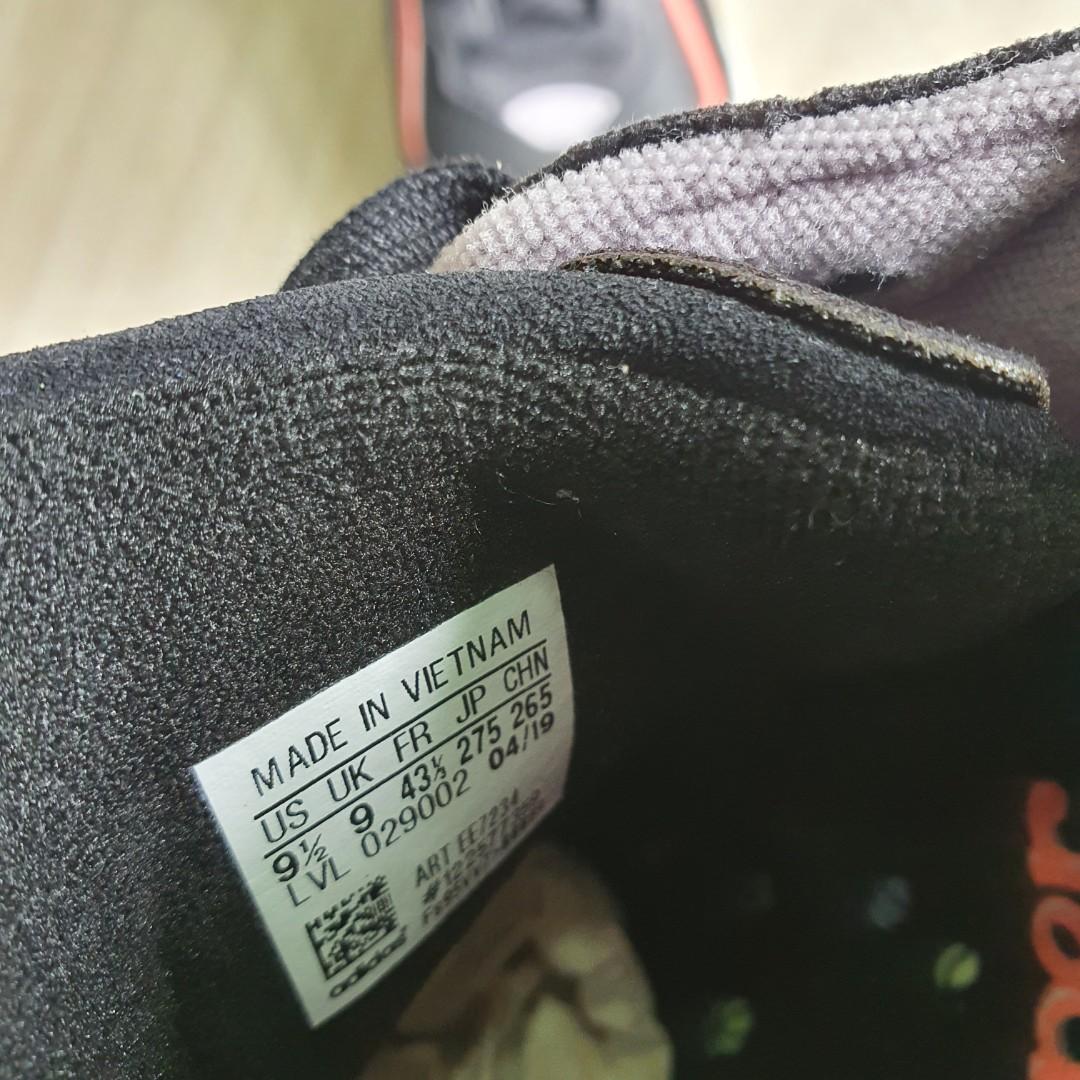 MADE IN VIETNAM
US UK FR JP CHN
9½ 9 43⅓ 275 265
LVL 029002 04/19
ART EE7234
adidas